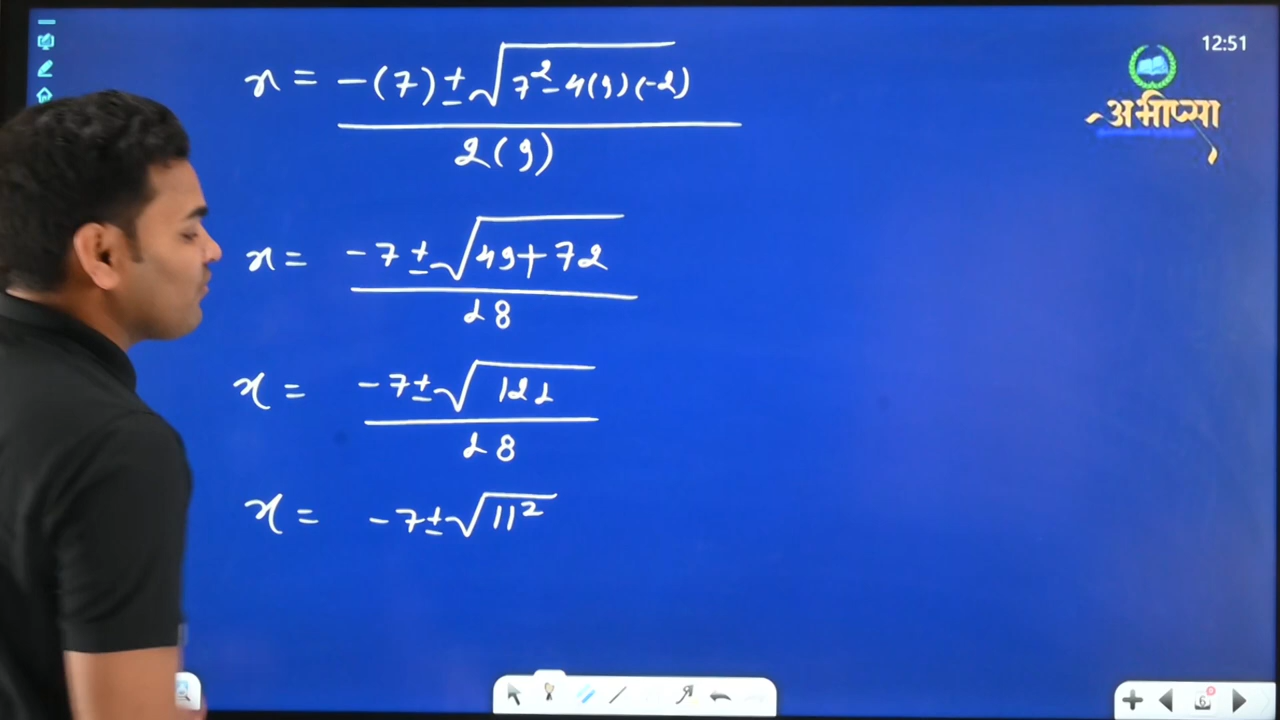 12:51
अभीप्सा
x = -(7) ± √7² - 4(9)(-2)
2(9)
x = -7 ± √49 + 72
18
x = -7 ± √121
18
x = -7 ± √11²
6